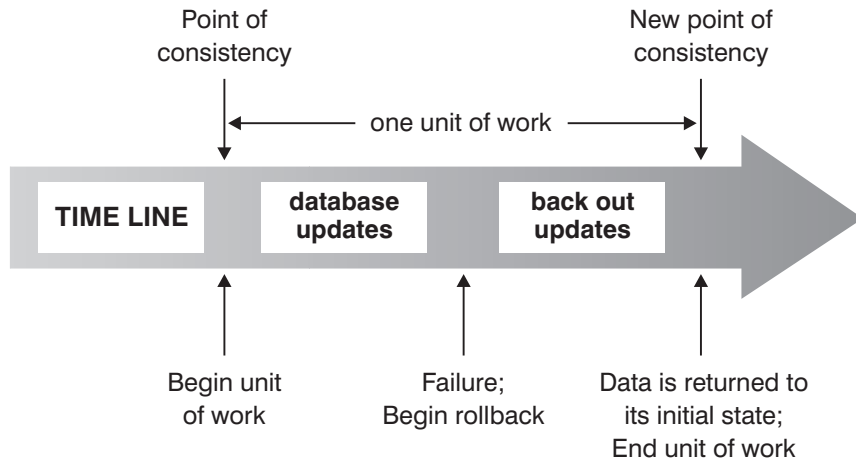 Point of
consistency
New point of
consistency
one unit of work
TIME LINE
database
updates
back out
updates
Begin unit
of work
Failure;
Begin rollback
Data is returned to
its initial state;
End unit of work